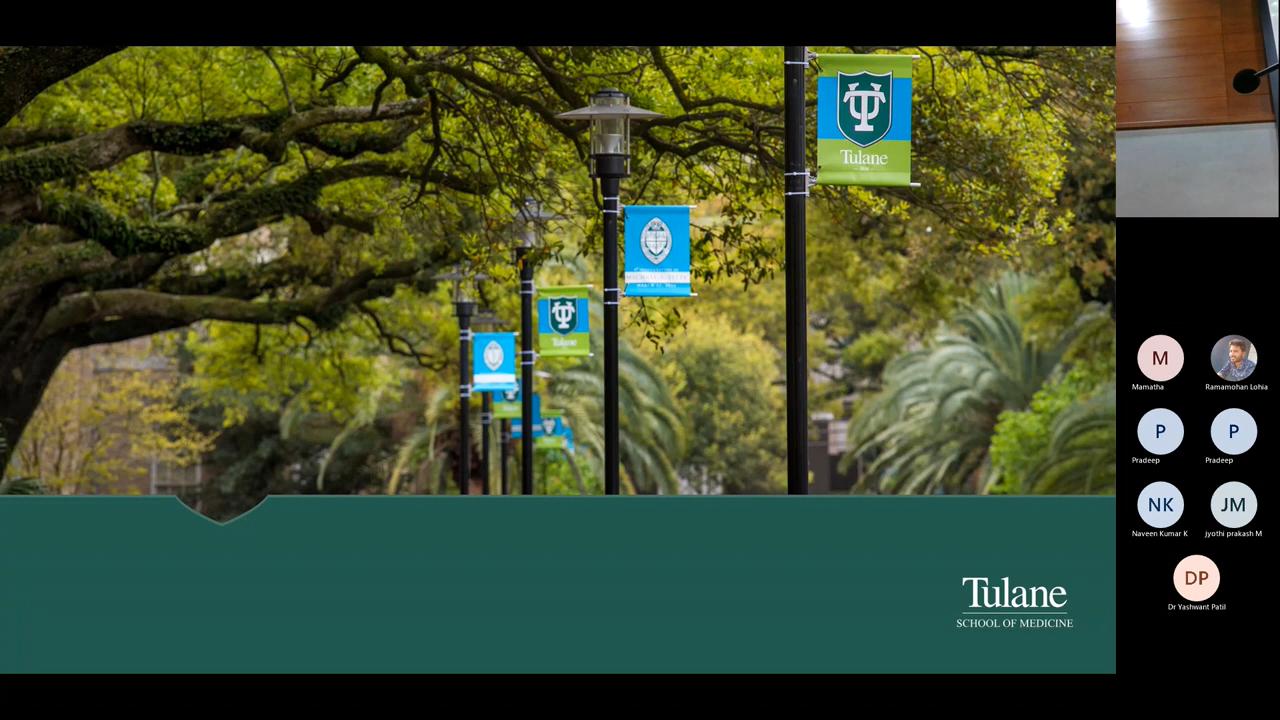 Tulane
Tulane
Tulane
SCHOOL OF MEDICINE
M
Mamatha
Ramamohan Lohia
P
Pradeep
P
Pradeep
NK
Naveen Kumar K
JM
jyothi prakash M
DP
Dr Yashwant Patil